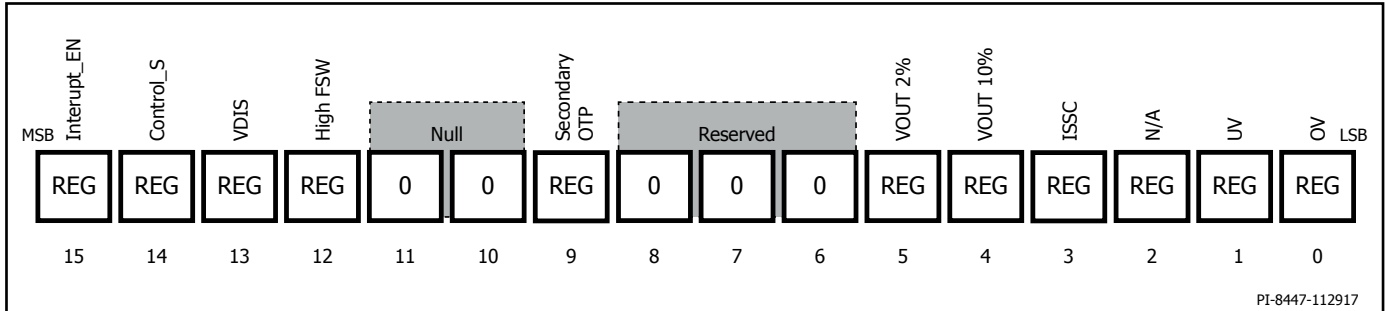 Interupt_EN
Control_S
VDIS
High FSW
Null
Secondary
OTP
Reserved
VOUT 2%
VOUT 10%
ISSC
N/A
UV
OV
MSB
LSB
REG REG REG REG 0 0 REG 0 0 0 REG REG REG REG REG REG
15 14 13 12 11 10 9 8 7 6 5 4 3 2 1 0
PI-8447-112917